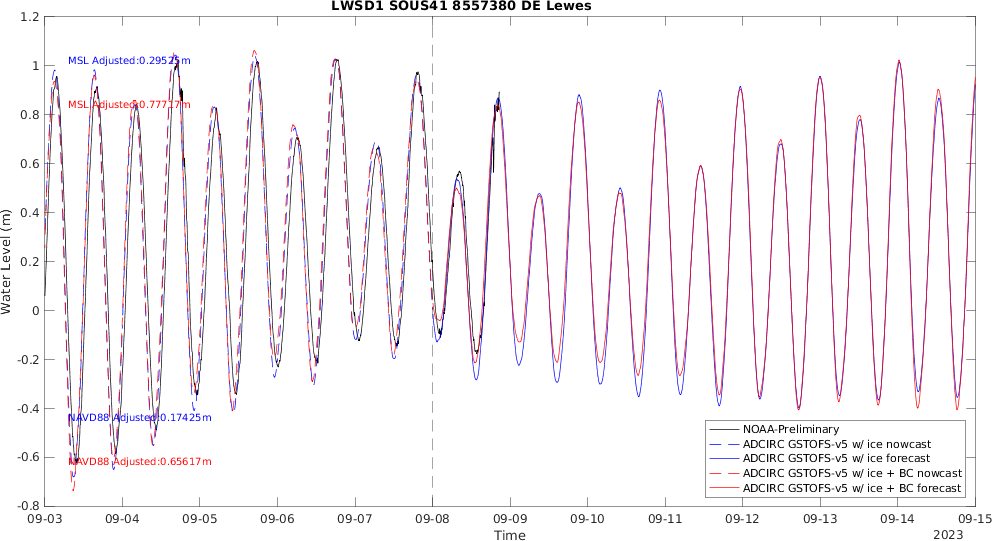 LWSD1 SOUS41 8557380 DE Lewes
1.2
1
0.8
0.6
0.4
0.2
0
-0.2
-0.4
-0.6
-0.8
Water Level (m)
MSL Adjusted:0.29525m
MSL Adjusted:0.77717m
NAVD88 Adjusted:0.17425m
NAVD88 Adjusted:0.65617m
NOAA-Preliminary
ADCIRC GSTOFS-v5 w/ ice nowcast
ADCIRC GSTOFS-v5 w/ ice forecast
ADCIRC GSTOFS-v5 w/ ice + BC nowcast
ADCIRC GSTOFS-v5 w/ ice + BC forecast
09-03 09-04 09-05 09-06 09-07 09-08 09-09 09-10 09-11 09-12 09-13 09-14 09-15
Time
2023